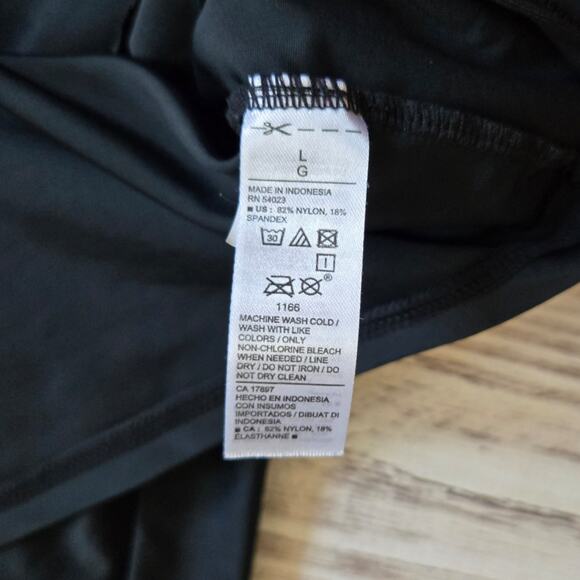 L
G
MADE IN INDONESIA
RN 54023
■ US : 82% NYLON, 18%
SPANDEX
30
I
®
1166
MACHINE WASH COLD /
WASH WITH LIKE
COLORS / ONLY
NON-CHLORINE BLEACH
WHEN NEEDED / LINE
DRY / DO NOT IRON / DO
NOT DRY CLEAN
CA 17897
HECHO EN INDONESIA
CON INSUMOS
IMPORTADOS / DIBUAT DI
INDONESIA
■ CA : 82% NYLON, 18%
ÉLASTHANNE ■